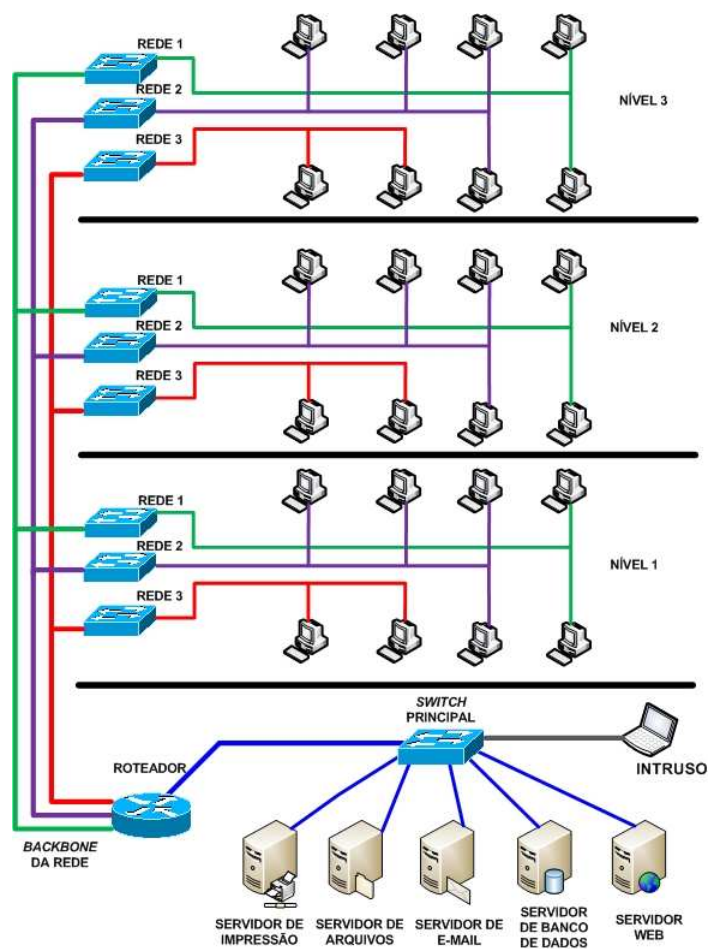 REDE 1
REDE 2
REDE 3
NÍVEL 3
REDE 1
REDE 2
REDE 3
NÍVEL 2
REDE 1
REDE 2
REDE 3
NÍVEL 1
SWITCH
PRINCIPAL
ROTEADOR
INTRUSO
BACKBONE
DA REDE
SERVIDOR DE
IMPRESSÃO
SERVIDOR DE
ARQUIVOS
SERVIDOR DE
E-MAIL
SERVIDOR
DE BANCO
DE DADOS
SERVIDOR
WEB